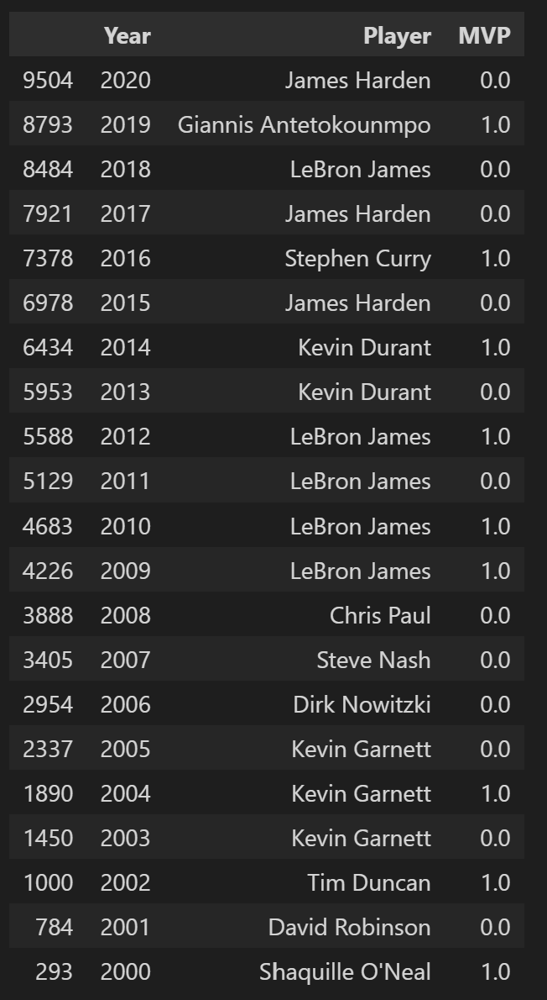 Year Player MVP
9504 2020 James Harden 0.0
8793 2019 Giannis Antetokounmpo 1.0
8484 2018 LeBron James 0.0
7921 2017 James Harden 0.0
7378 2016 Stephen Curry 1.0
6978 2015 James Harden 0.0
6434 2014 Kevin Durant 1.0
5953 2013 Kevin Durant 0.0
5588 2012 LeBron James 1.0
5129 2011 LeBron James 0.0
4683 2010 LeBron James 1.0
4226 2009 LeBron James 1.0
3888 2008 Chris Paul 0.0
3405 2007 Steve Nash 0.0
2954 2006 Dirk Nowitzki 0.0
2337 2005 Kevin Garnett 0.0
1890 2004 Kevin Garnett 1.0
1450 2003 Kevin Garnett 0.0
1000 2002 Tim Duncan 1.0
784 2001 David Robinson 0.0
293 2000 Shaquille O'Neal 1.0